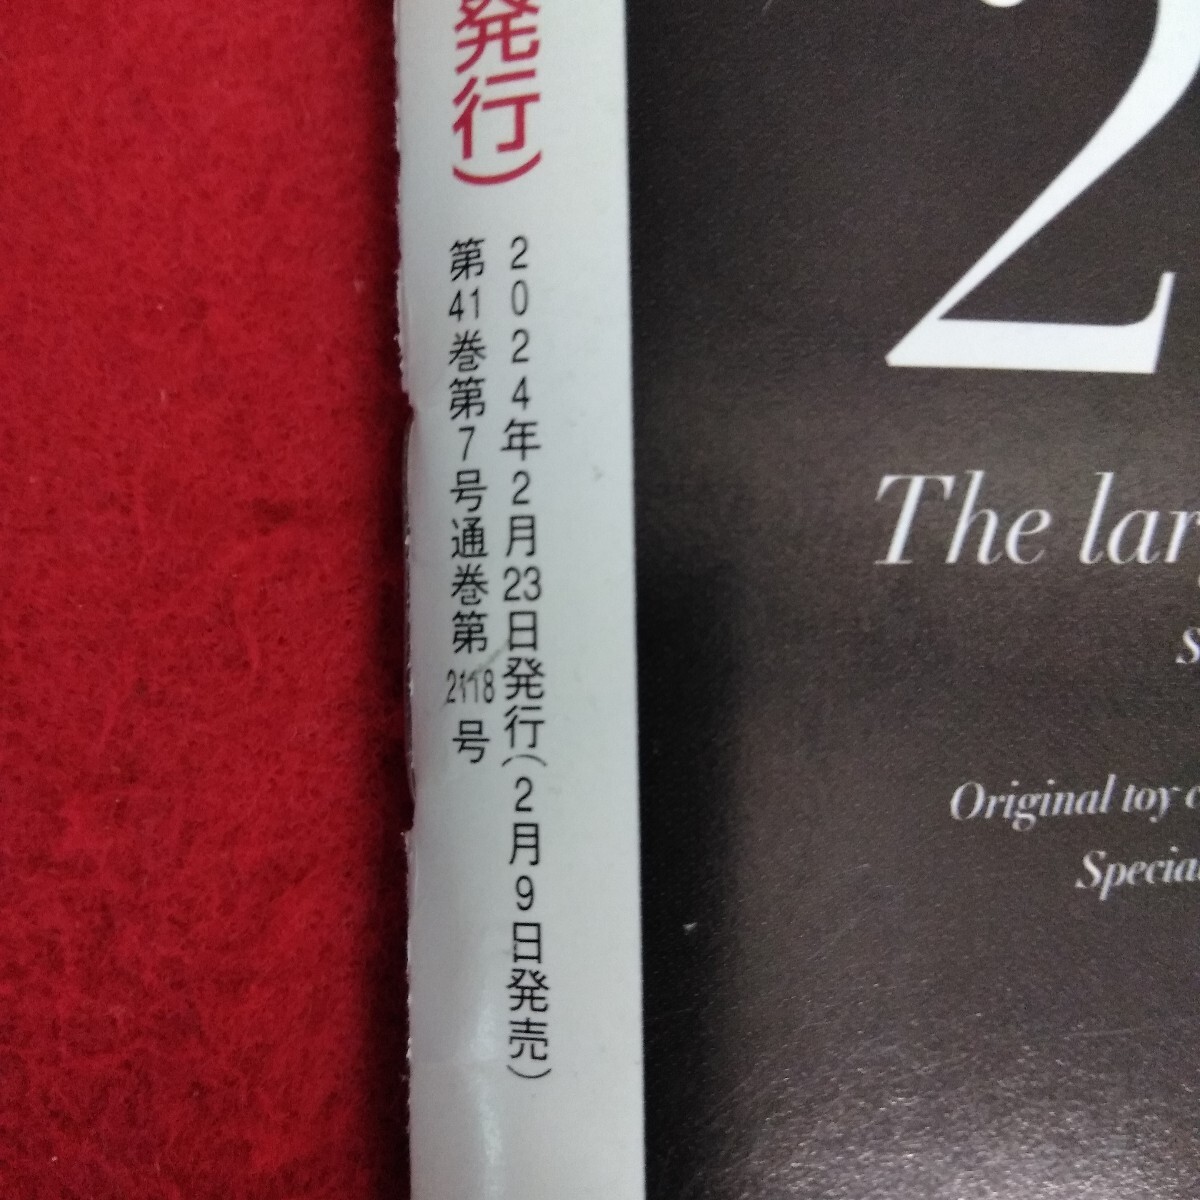 発行)
2024年2月23日発行(2月9日発売)
第41巻第7号通巻第2118号
2
The lar
s
Original toy c
Special